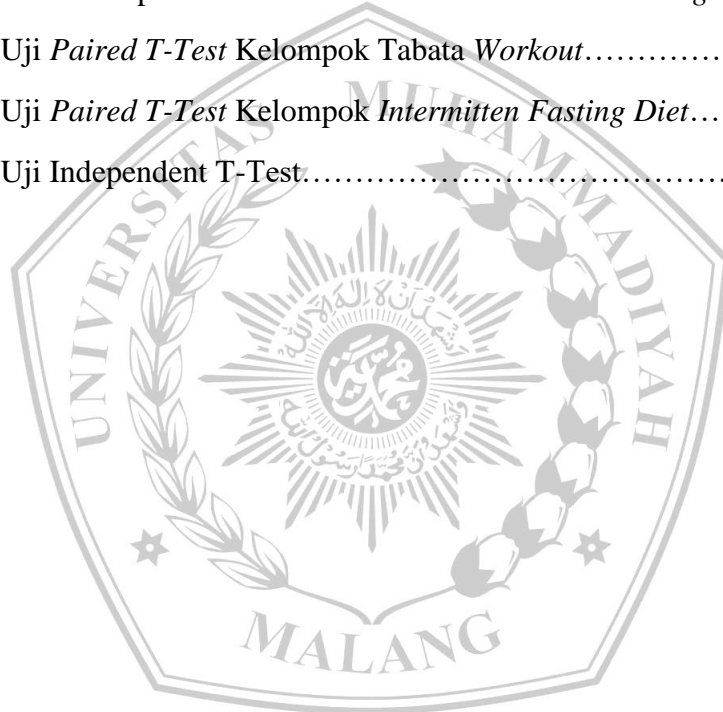 Uji Paired T-Test Kelompok Tabata Workout……………
Uji Paired T-Test Kelompok Intermitten Fasting Diet…
Uji Independent T-Test……………………………………
UNIVERSITAS MUHAMMADIYAH
MALANG